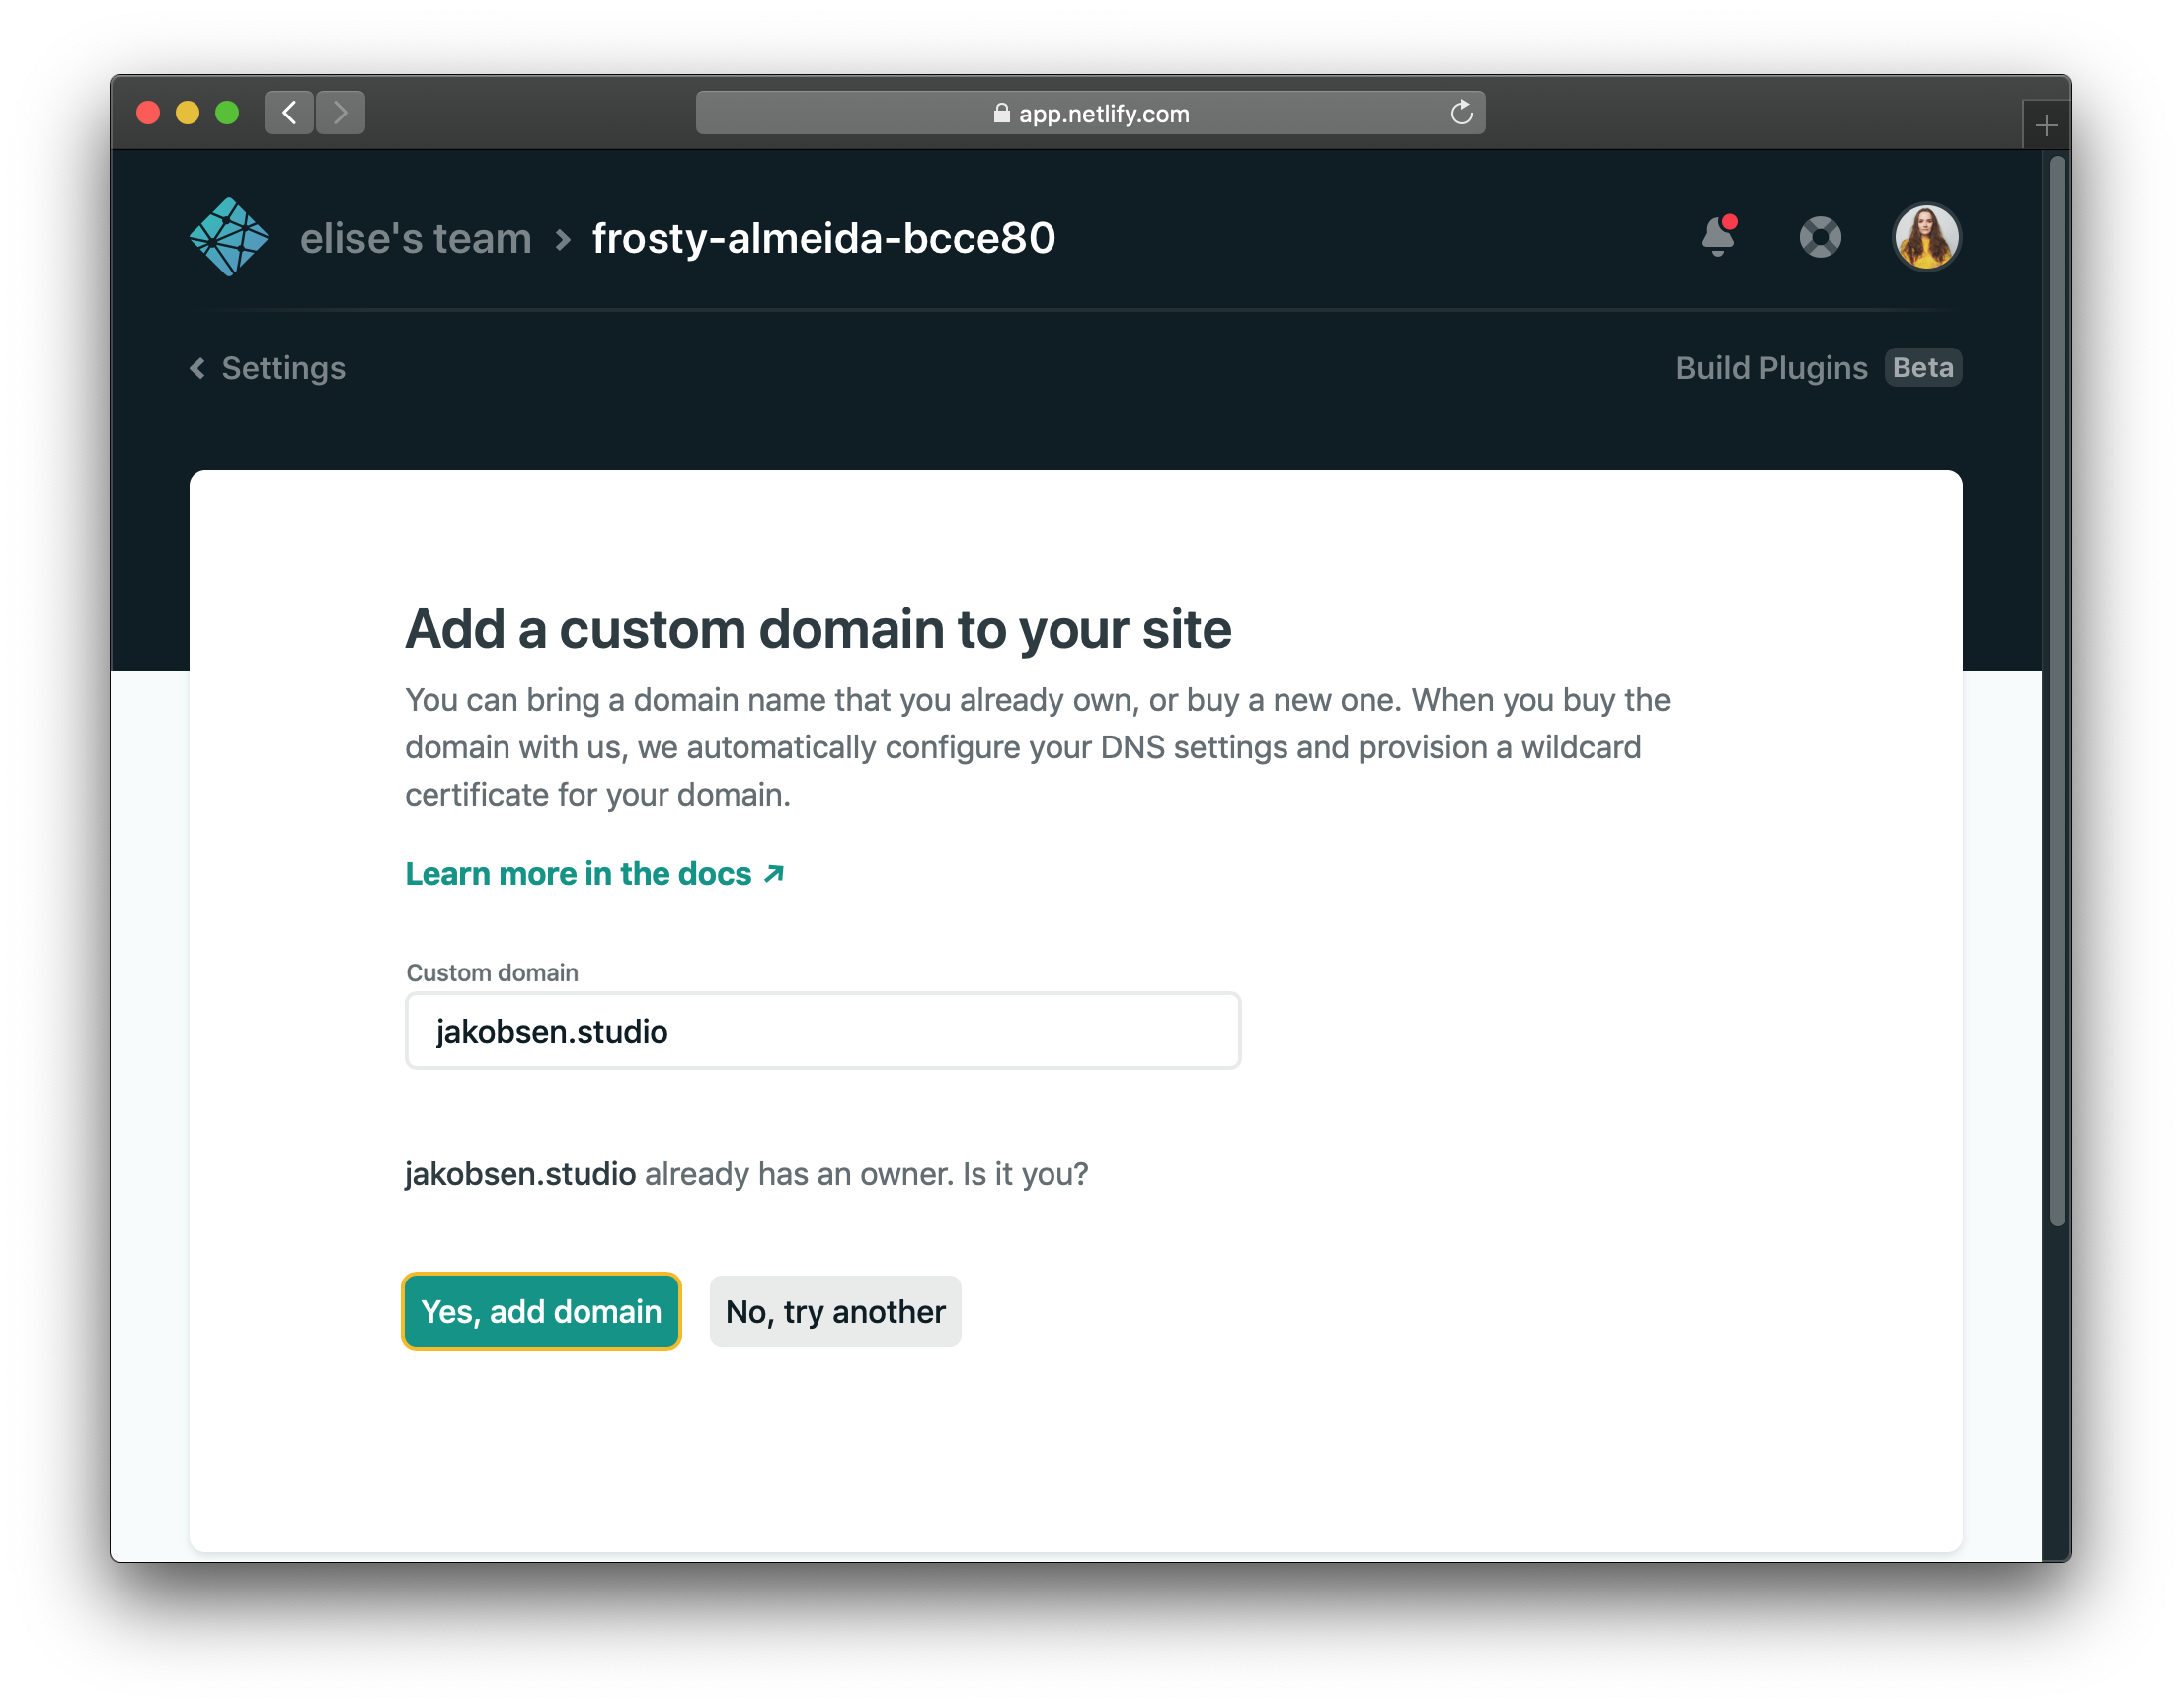 app.netlify.com
elise's team > frosty-almeida-bcce80
Settings
Build Plugins Beta
Add a custom domain to your site
You can bring a domain name that you already own, or buy a new one. When you buy the
domain with us, we automatically configure your DNS settings and provision a wildcard
certificate for your domain.
Learn more in the docs
Custom domain
jakobsen.studio
jakobsen.studio already has an owner. Is it you?
Yes, add domain
No, try another